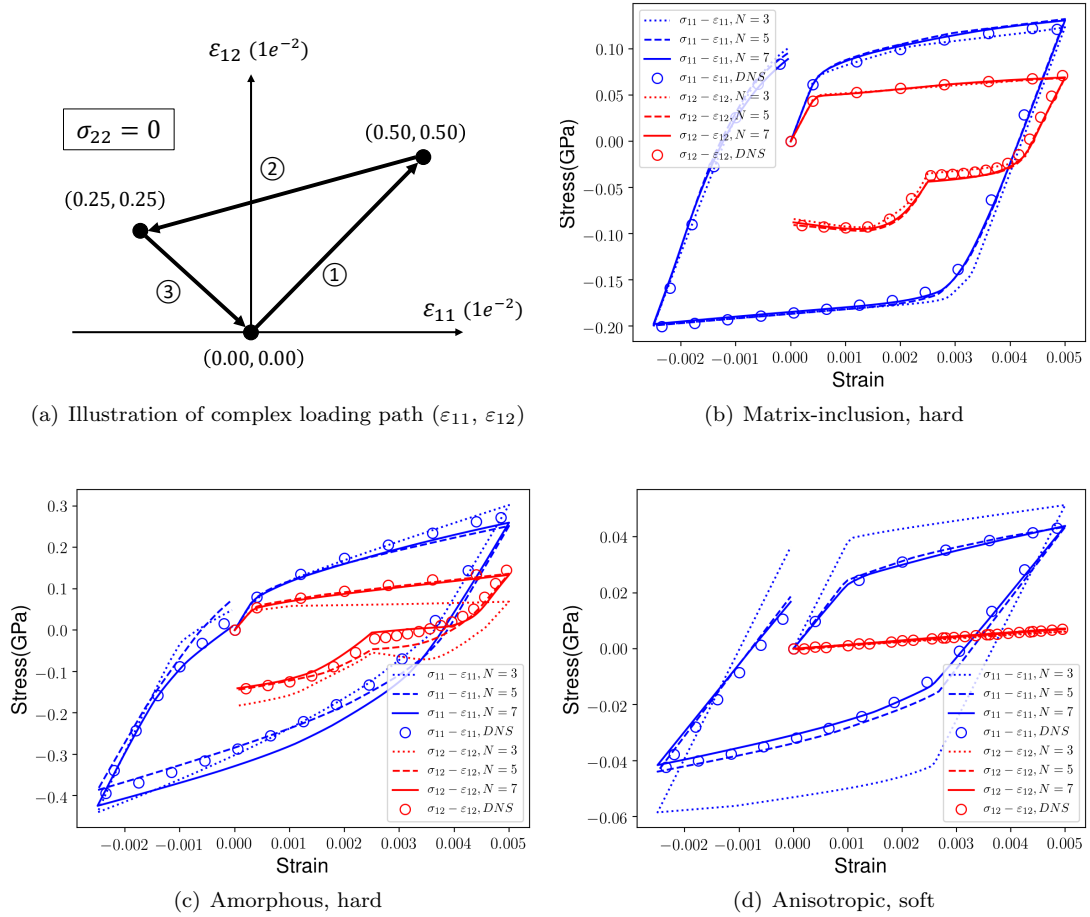 ε₁₂ (1e⁻²)
σ₂₂ = 0
(0.50, 0.50)
②
(0.25, 0.25)
③
①
ε₁₁ (1e⁻²)
(0.00, 0.00)
(a) Illustration of complex loading path (ε₁₁, ε₁₂)
σ₁₁ − ε₁₁, N = 3
σ₁₁ − ε₁₁, N = 5
σ₁₁ − ε₁₁, N = 7
σ₁₁ − ε₁₁, DNS
σ₁₂ − ε₁₂, N = 3
σ₁₂ − ε₁₂, N = 5
σ₁₂ − ε₁₂, N = 7
σ₁₂ − ε₁₂, DNS
0.10
0.05
0.00
−0.05
−0.10
−0.15
−0.20
Stress(GPa)
−0.002 −0.001 0.000 0.001 0.002 0.003 0.004 0.005
Strain
(b) Matrix-inclusion, hard
0.3
0.2
0.1
0.0
−0.1
−0.2
−0.3
−0.4
Stress(GPa)
σ₁₁ − ε₁₁, N = 3
σ₁₁ − ε₁₁, N = 5
σ₁₁ − ε₁₁, N = 7
σ₁₁ − ε₁₁, DNS
σ₁₂ − ε₁₂, N = 3
σ₁₂ − ε₁₂, N = 5
σ₁₂ − ε₁₂, N = 7
σ₁₂ − ε₁₂, DNS
−0.002 −0.001 0.000 0.001 0.002 0.003 0.004 0.005
Strain
(c) Amorphous, hard
0.04
0.02
0.00
−0.02
−0.04
−0.06
Stress(GPa)
σ₁₁ − ε₁₁, N = 3
σ₁₁ − ε₁₁, N = 5
σ₁₁ − ε₁₁, N = 7
σ₁₁ − ε₁₁, DNS
σ₁₂ − ε₁₂, N = 3
σ₁₂ − ε₁₂, N = 5
σ₁₂ − ε₁₂, N = 7
σ₁₂ − ε₁₂, DNS
−0.002 −0.001 0.000 0.001 0.002 0.003 0.004 0.005
Strain
(d) Anisotropic, soft